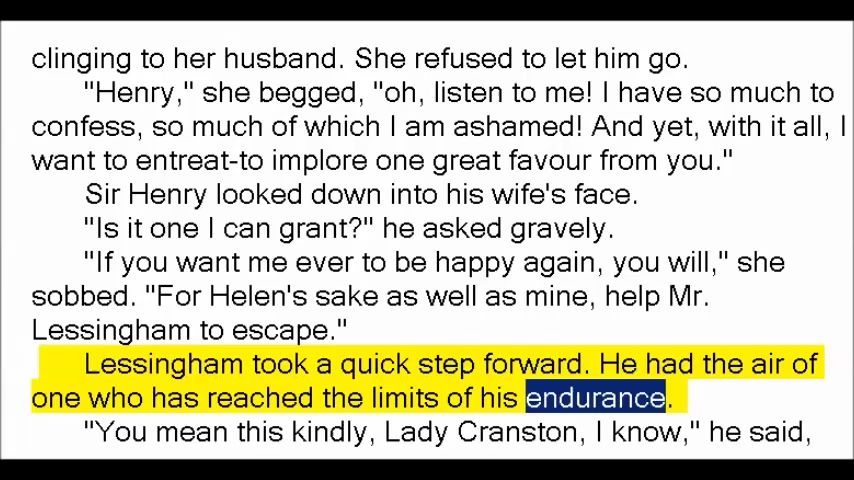 clinging to her husband. She refused to let him go.
"Henry," she begged, "oh, listen to me! I have so much to
confess, so much of which I am ashamed! And yet, with it all, I
want to entreat-to implore one great favour from you."
Sir Henry looked down into his wife's face.
"Is it one I can grant?" he asked gravely.
"If you want me ever to be happy again, you will," she
sobbed. "For Helen's sake as well as mine, help Mr.
Lessingham to escape."
Lessingham took a quick step forward. He had the air of
one who has reached the limits of his endurance.
"You mean this kindly, Lady Cranston, I know," he said,